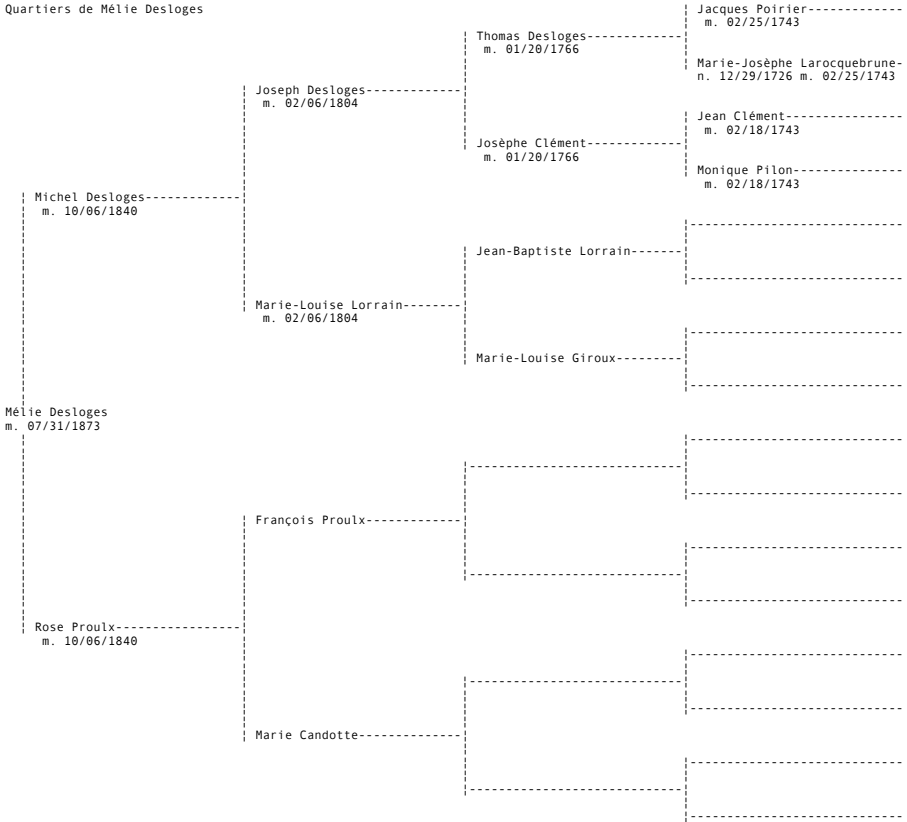 Quartiers de Mélie Desloges
Jacques Poirier
m. 02/25/1743
Thomas Desloges
m. 01/20/1766
Marie-Josèphe Larocquebrune
n. 12/29/1726 m. 02/25/1743
Joseph Desloges
m. 02/06/1804
Jean Clément
m. 02/18/1743
Josèphe Clément
m. 01/20/1766
Monique Pilon
m. 02/18/1743
Michel Desloges
m. 10/06/1840
Jean-Baptiste Lorrain
Marie-Louise Lorrain
m. 02/06/1804
Marie-Louise Giroux
Mélie Desloges
m. 07/31/1873
François Proulx
Rose Proulx
m. 10/06/1840
Marie Candotte